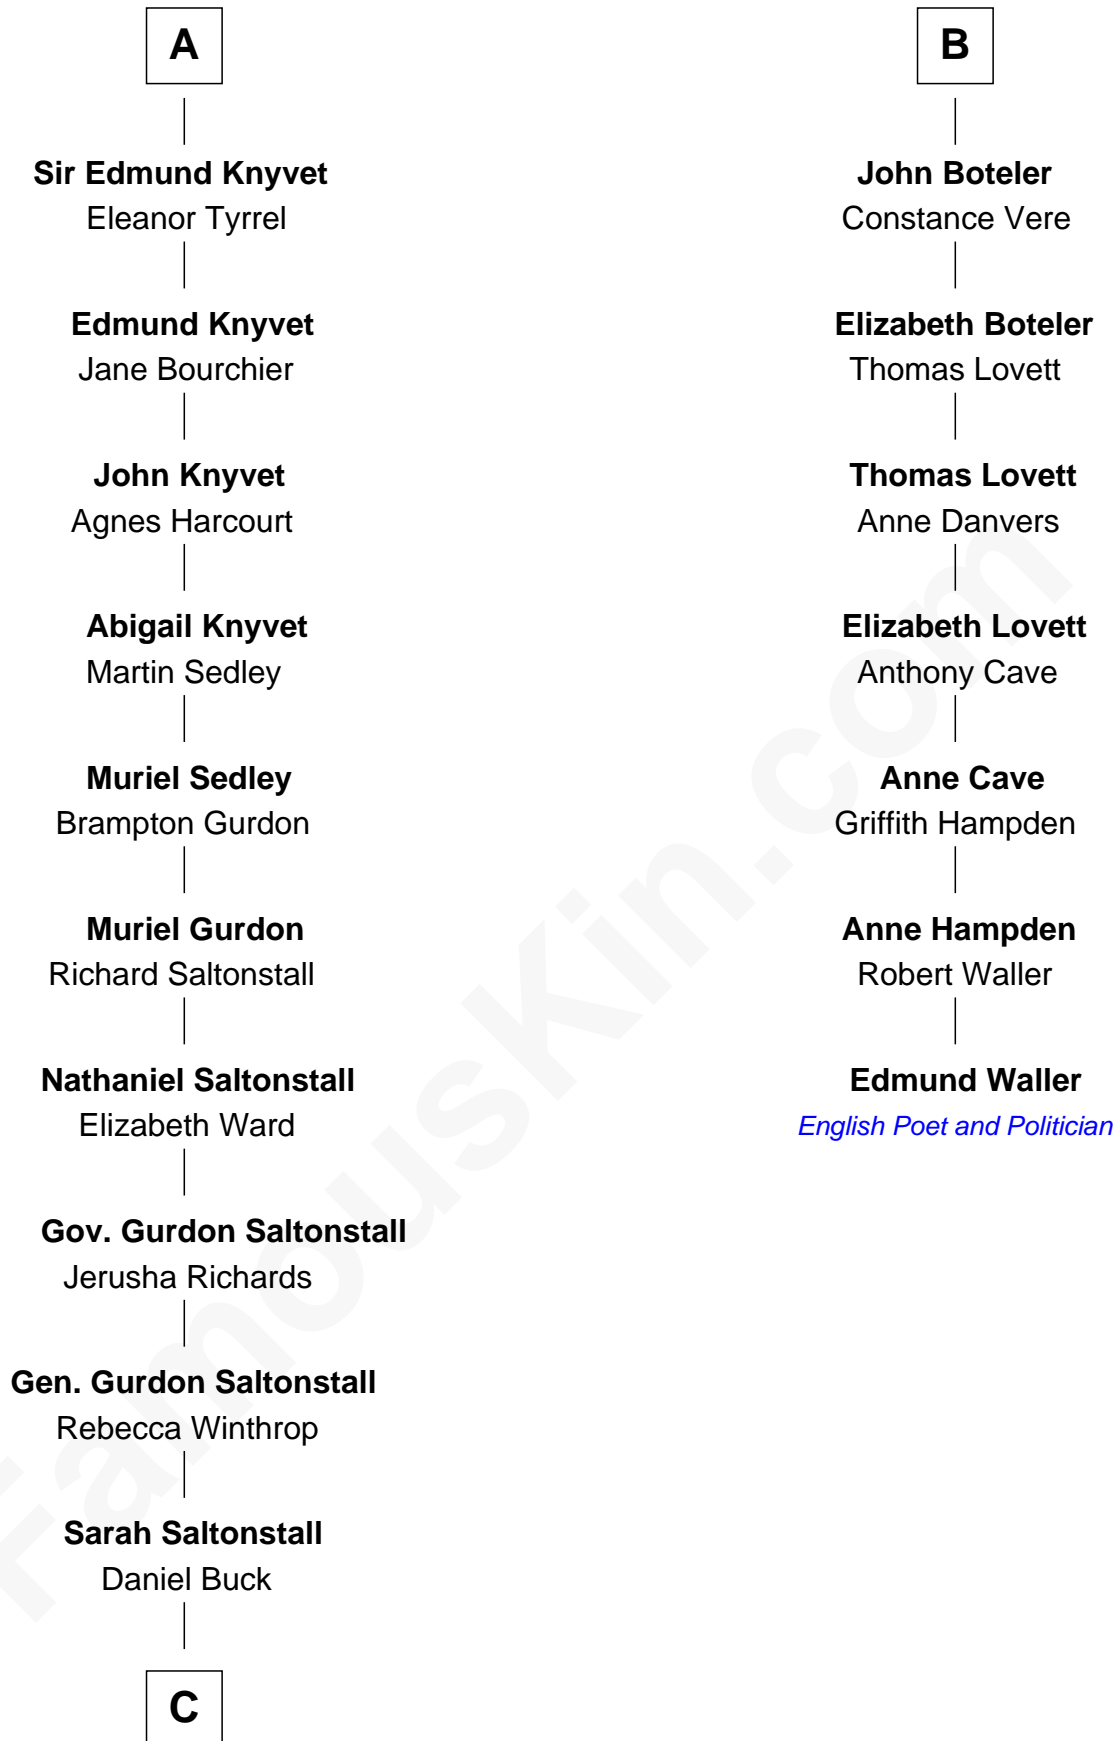 A
Sir Edmund Knyvet
Eleanor Tyrrel
Edmund Knyvet
Jane Bourchier
John Knyvet
Agnes Harcourt
Abigail Knyvet
Martin Sedley
Muriel Sedley
Brampton Gurdon
Muriel Gurdon
Richard Saltonstall
Nathaniel Saltonstall
Elizabeth Ward
Gov. Gurdon Saltonstall
Jerusha Richards
Gen. Gurdon Saltonstall
Rebecca Winthrop
Sarah Saltonstall
Daniel Buck
C
B
John Boteler
Constance Vere
Elizabeth Boteler
Thomas Lovett
Thomas Lovett
Anne Danvers
Elizabeth Lovett
Anthony Cave
Anne Cave
Griffith Hampden
Anne Hampden
Robert Waller
Edmund Waller
English Poet and Politician
FamousKin.com